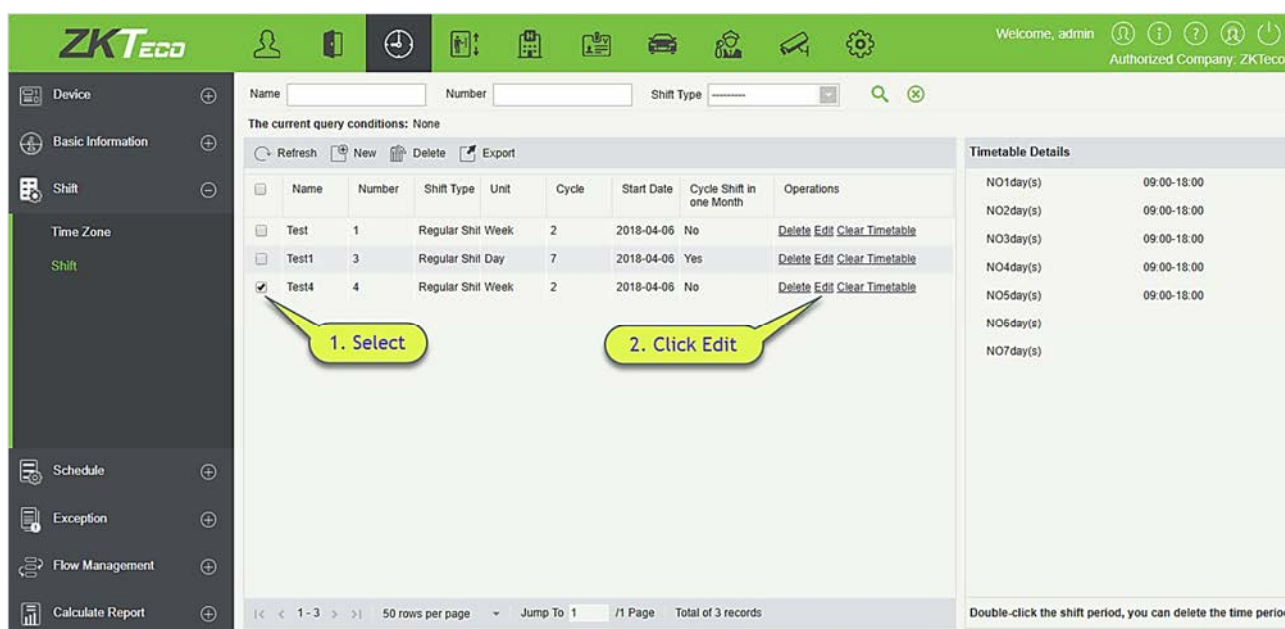 ZKTeco
Welcome, admin
Authorized Company: ZKTeco
Device
Basic Information
Shift
Time Zone
Shift
Schedule
Exception
Flow Management
Calculate Report
Name Number Shift Type ---------
The current query conditions: None
Refresh New Delete Export
Name Number Shift Type Unit Cycle Start Date Cycle Shift in one Month Operations
Test 1 Regular Shif Week 2 2018-04-06 No Delete Edit Clear Timetable
Test1 3 Regular Shif Day 7 2018-04-06 Yes Delete Edit Clear Timetable
Test4 4 Regular Shif Week 2 2018-04-06 No Delete Edit Clear Timetable
1. Select
2. Click Edit
1-3 50 rows per page Jump To 1 /1 Page Total of 3 records
Timetable Details
NO1day(s) 09:00-18:00
NO2day(s) 09:00-18:00
NO3day(s) 09:00-18:00
NO4day(s) 09:00-18:00
NO5day(s) 09:00-18:00
NO6day(s)
NO7day(s)
Double-click the shift period, you can delete the time perio